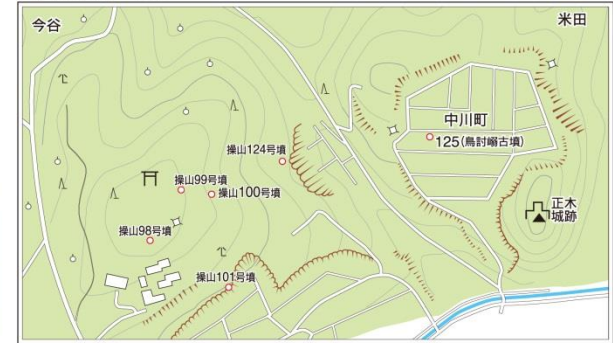 今谷
米田
中川町
125(鳥討嵶古墳)
操山124号墳
操山99号墳
操山100号墳
正木
城跡
操山98号墳
操山101号墳